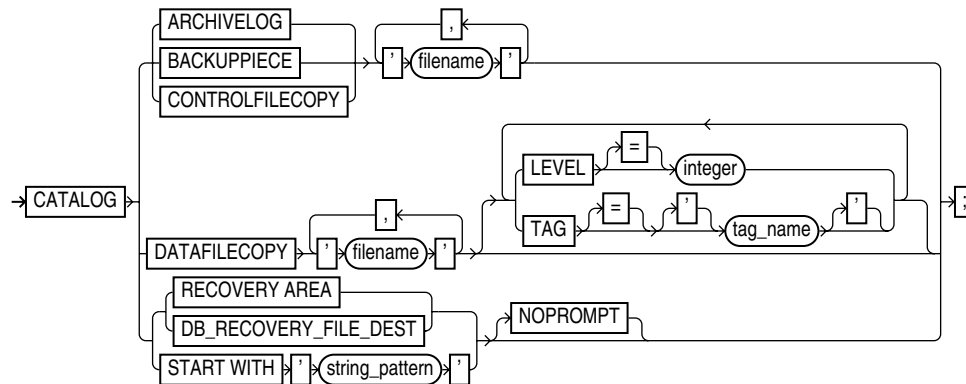 ARCHIVELOG
,
BACKUPPIECE ' filename '
CONTROLFILECOPY
LEVEL = integer
CATALOG ;
, TAG = ' tag_name '
DATAFILECOPY ' filename '
RECOVERY AREA
NOPROMPT
DB_RECOVERY_FILE_DEST
START WITH ' string_pattern '